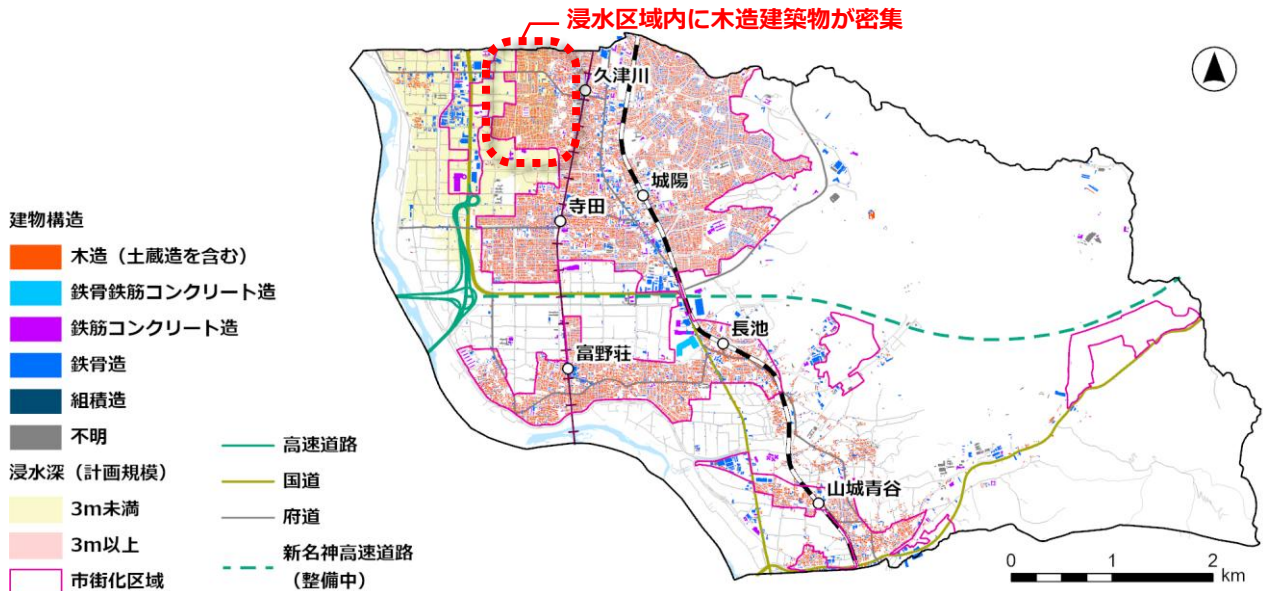 浸水区域内に木造建築物が密集
久津川
城陽
寺田
長池
富野荘
山城青谷
建物構造
木造（土蔵造を含む）
鉄骨鉄筋コンクリート造
鉄筋コンクリート造
鉄骨造
組積造
不明
浸水深（計画規模）
3m未満
3m以上
市街化区域
高速道路
国道
府道
新名神高速道路
（整備中）
0 1 2
km